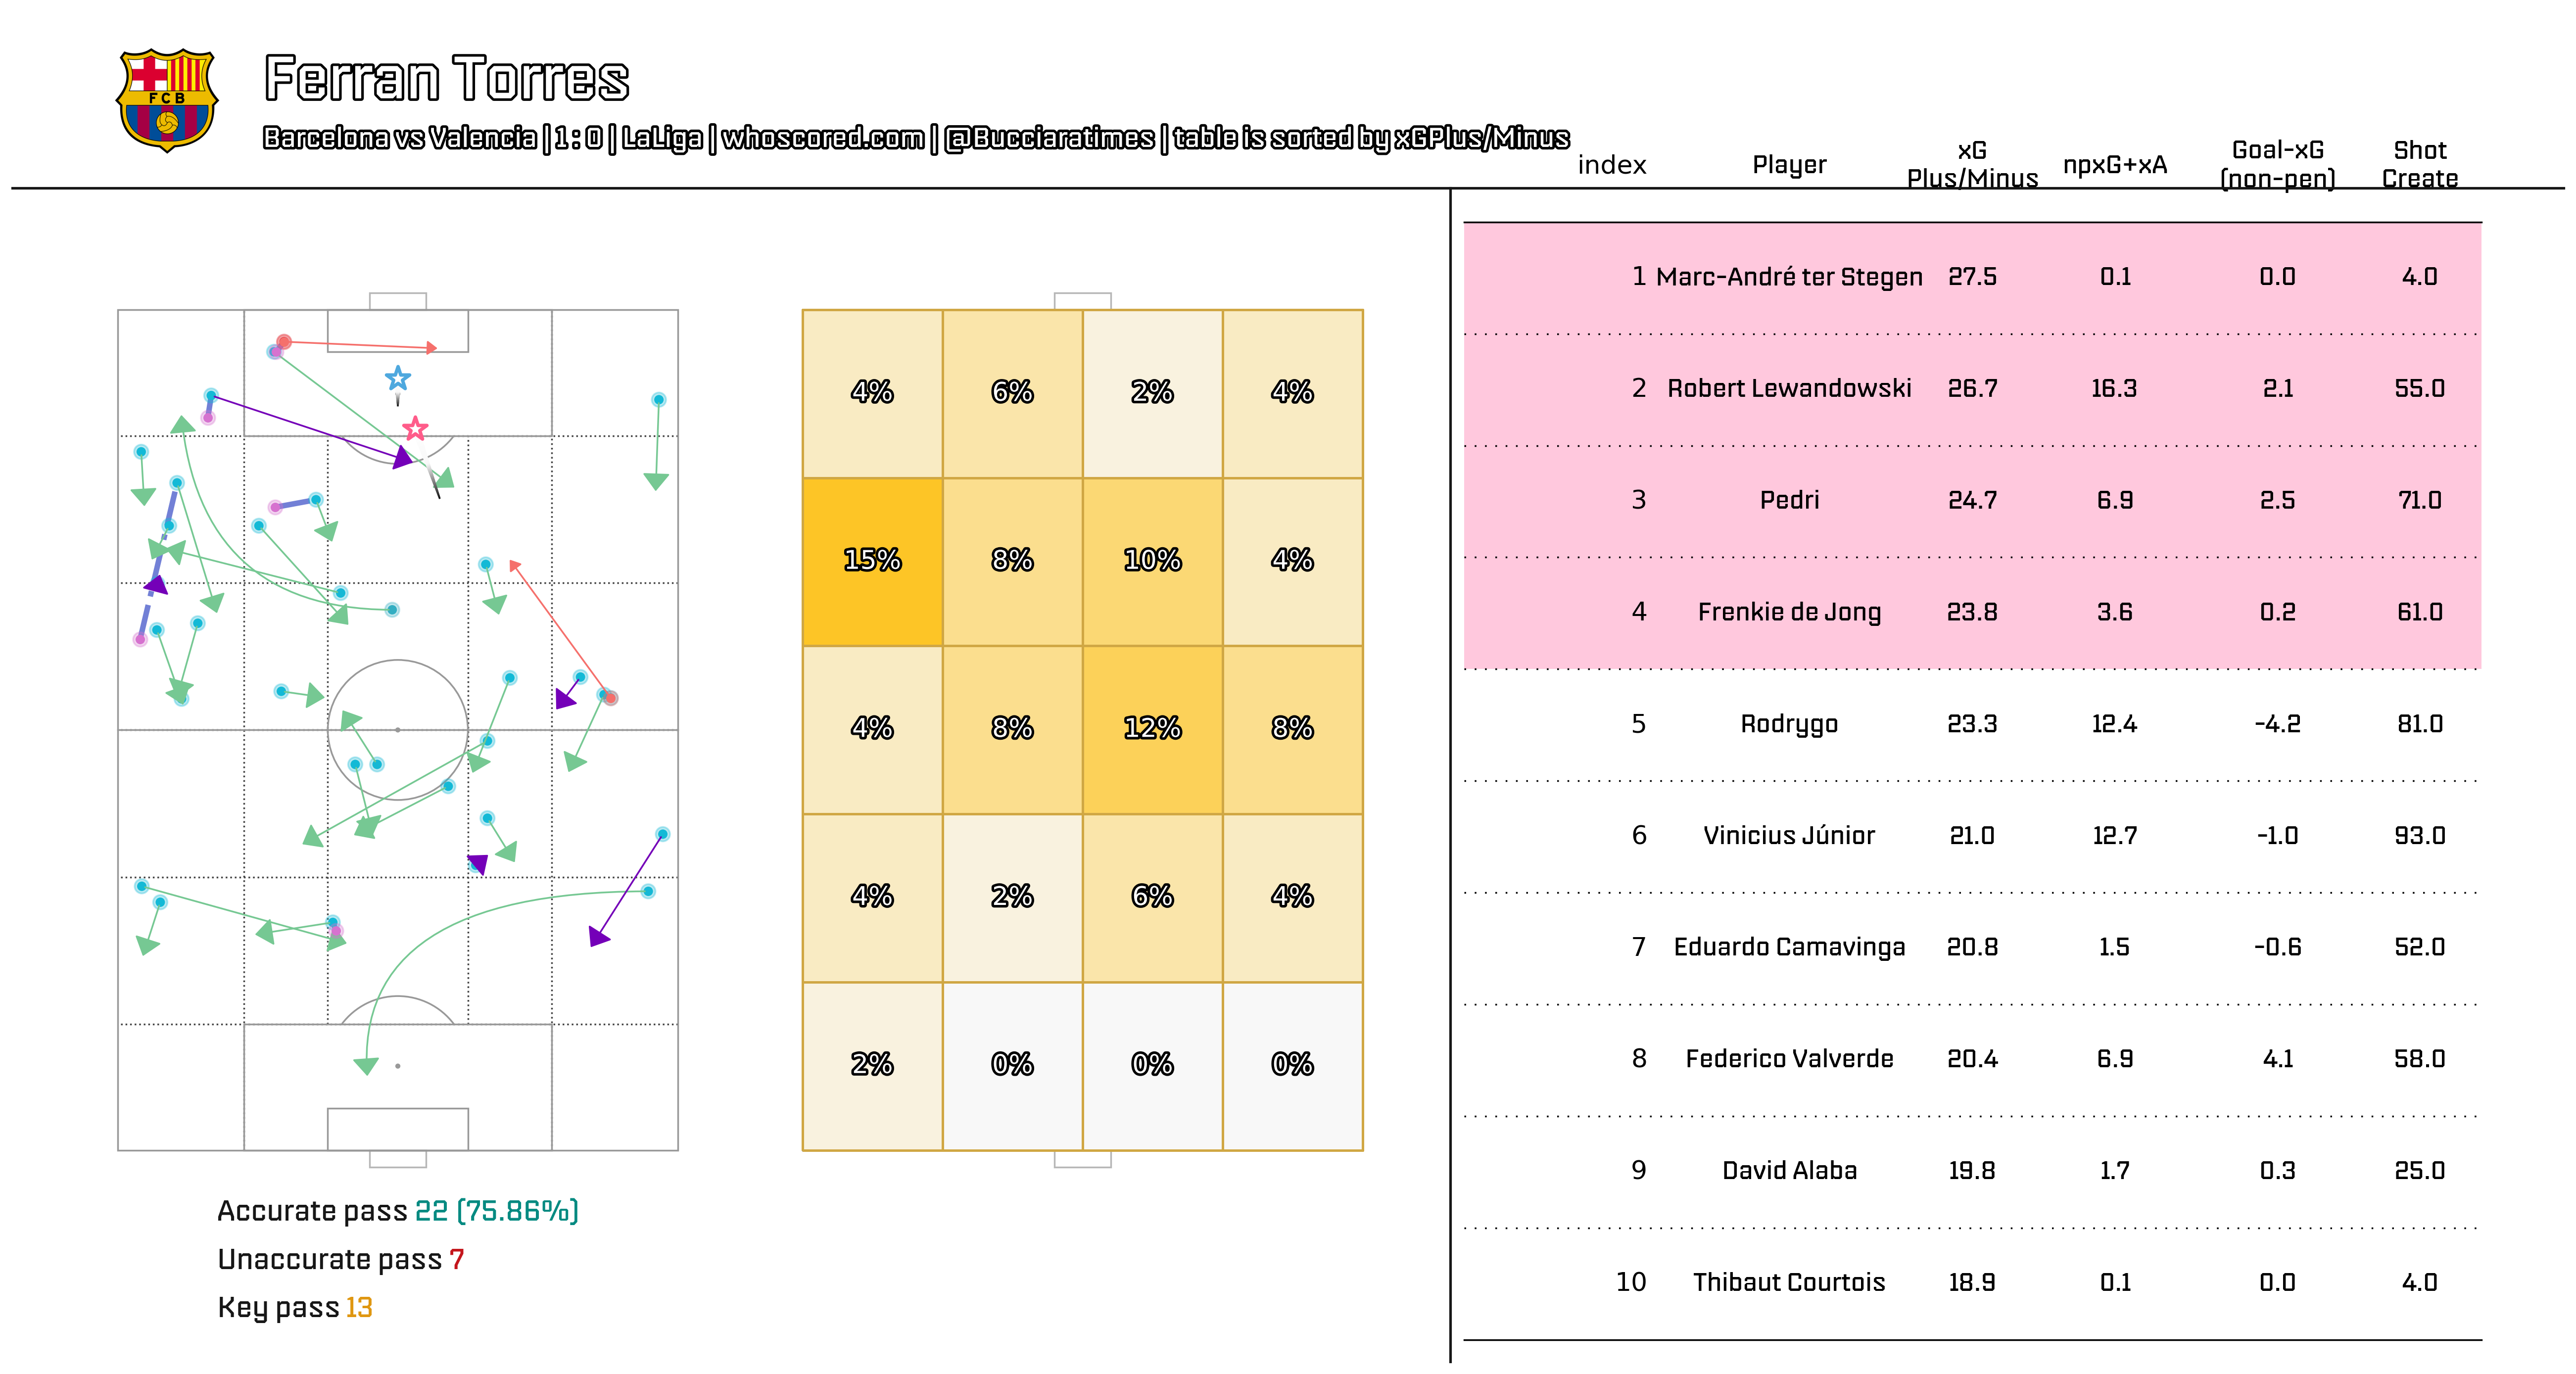 FCB
Ferran Torres
Barcelona vs Valencia | 1 : 0 | LaLiga | whoscored.com | @Bucciaratimes | table is sorted by xGPlus/Minus
index Player xG Plus/Minus npxG+xA Goal-xG (non-pen) Shot Create
1 Marc-André ter Stegen 27.5 0.1 0.0 4.0
2 Robert Lewandowski 26.7 16.3 2.1 55.0
3 Pedri 24.7 6.9 2.5 71.0
4 Frenkie de Jong 23.8 3.6 0.2 61.0
5 Rodrygo 23.3 12.4 -4.2 81.0
6 Vinicius Júnior 21.0 12.7 -1.0 93.0
7 Eduardo Camavinga 20.8 1.5 -0.6 52.0
8 Federico Valverde 20.4 6.9 4.1 58.0
9 David Alaba 19.8 1.7 0.3 25.0
10 Thibaut Courtois 18.9 0.1 0.0 4.0
4% 6% 2% 4%
15% 8% 10% 4%
4% 8% 12% 8%
4% 2% 6% 4%
2% 0% 0% 0%
Accurate pass 22 (75.86%)
Unaccurate pass 7
Key pass 13